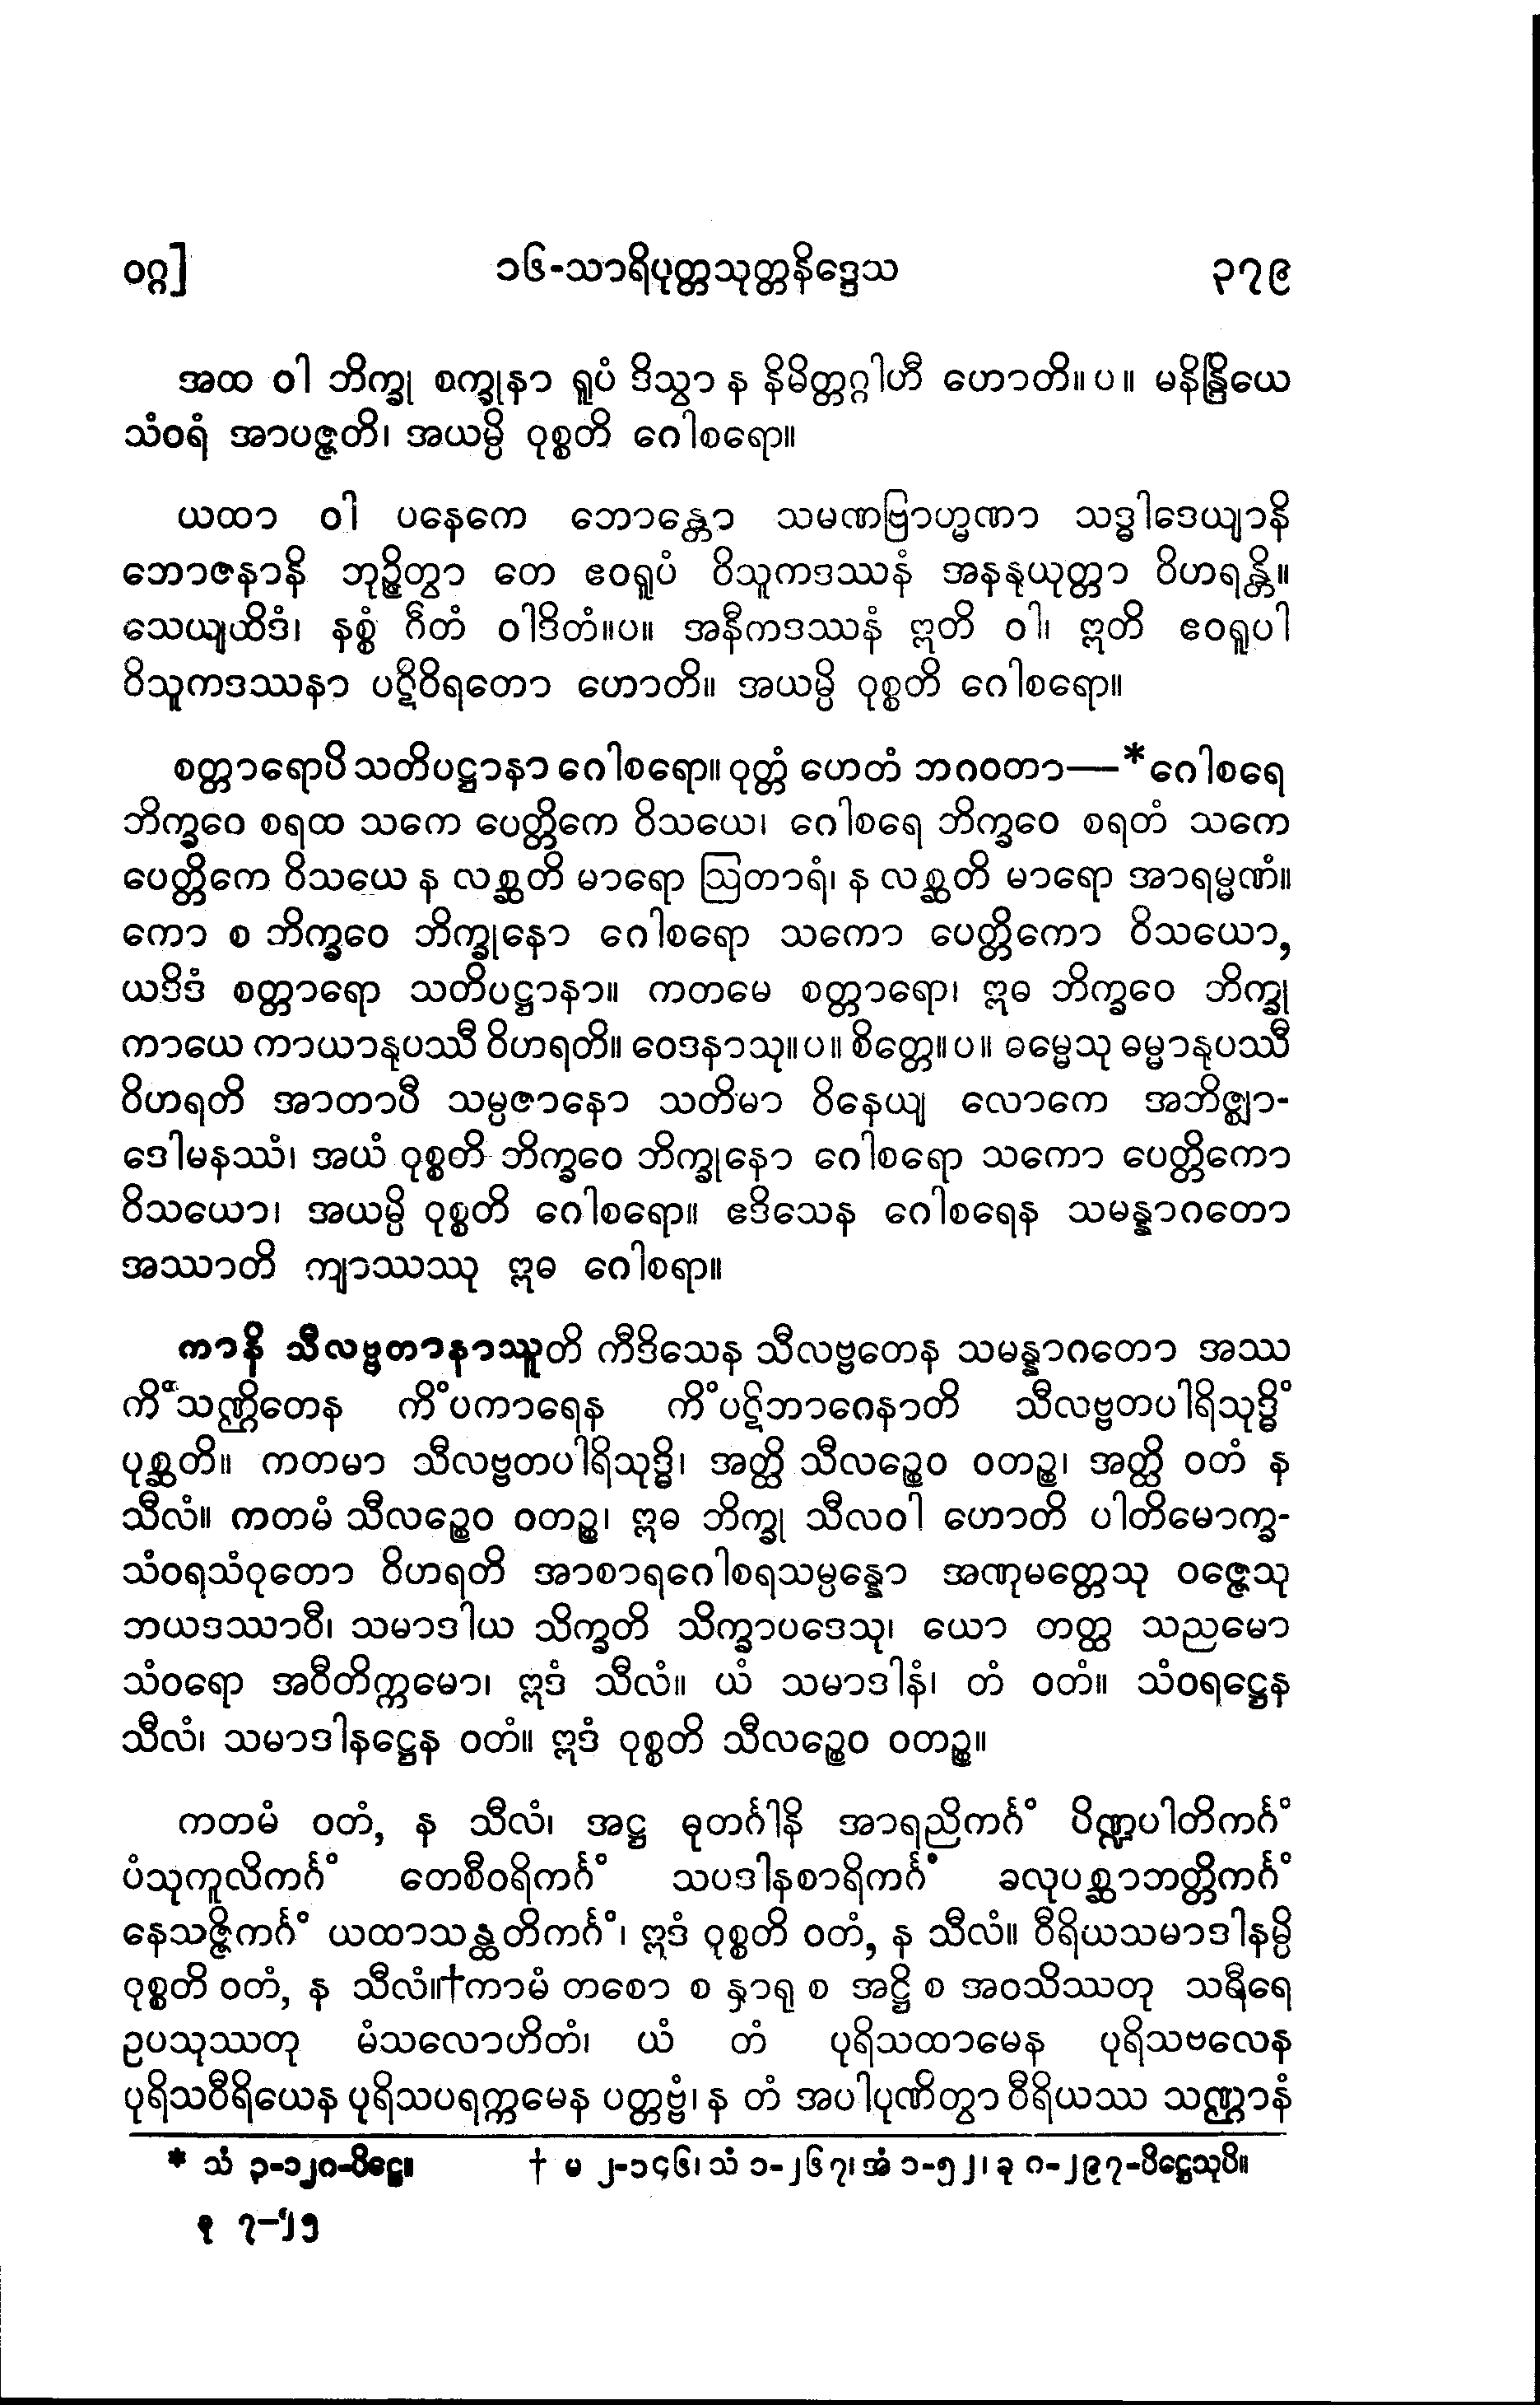 ဝဂ္ဂ] ၁၆-သာရိပုတ္တသုတ္တနိဒ္ဒေသ ၃၇၉
အထ ဝါ ဘိက္ခု စက္ခုနာ ရူပံ ဒိသွာ န နိမိတ္တဂ္ဂါဟီ ဟောတိ။ပ။ မနိန္ဒြိယေ
သံဝရံ အာပဇ္ဇတိ၊ အယမ္ပိ ဝုစ္စတိ ဂေါစရော။
ယထာ ဝါ ပနေကေ ဘောန္တော သမဏဗြာဟ္မဏာ သဒ္ဓါဒေယျာနိ
ဘောဇနာနိ ဘုဉ္ဇိတွာ တေ ဧဝရူပံ ဝိသူကဒဿနံ အနနုယုတ္တာ ဝိဟရန္တိ။
သေယျထိဒံ၊ နစ္စံ ဂီတံ ဝါဒိတံ။ပ။ အနီကဒဿနံ ဣတိ ဝါ၊ ဣတိ ဧဝရူပါ
ဝိသူကဒဿနာ ပဋိဝိရတော ဟောတိ။ အယမ္ပိ ဝုစ္စတိ ဂေါစရော။
စတ္တာရောပိ သတိပဋ္ဌာနာ ဂေါစရော။ ဝုတ္တံ ဟေတံ ဘဂဝတာ—*ဂေါစရေ
ဘိက္ခဝေ စရထ သကေ ပေတ္တိကေ ဝိသယေ၊ ဂေါစရေ ဘိက္ခဝေ စရတံ သကေ
ပေတ္တိကေ ဝိသယေ န လစ္ဆတိ မာရော ဩတာရံ၊ န လစ္ဆတိ မာရော အာရမ္မဏံ။
ကော စ ဘိက္ခဝေ ဘိက္ခုနော ဂေါစရော သကော ပေတ္တိကော ဝိသယော,
ယဒိဒံ စတ္တာရော သတိပဋ္ဌာနာ။ ကတမေ စတ္တာရော၊ ဣဓ ဘိက္ခဝေ ဘိက္ခု
ကာယေ ကာယာနုပဿီ ဝိဟရတိ။ ဝေဒနာသု။ပ။ စိတ္တေ။ပ။ ဓမ္မေသု ဓမ္မာနုပဿီ
ဝိဟရတိ အာတာပီ သမ္ပဇာနော သတိမာ ဝိနေယျ လောကေ အဘိဇ္ဈာ-
ဒေါမနဿံ၊ အယံ ဝုစ္စတိ ဘိက္ခဝေ ဘိက္ခုနော ဂေါစရော သကော ပေတ္တိကော
ဝိသယော၊ အယမ္ပိ ဝုစ္စတိ ဂေါစရော။ ဧဒိသေန ဂေါစရေန သမန္နာဂတော
အဿာတိ ကျာဿဿု ဣဓ ဂေါစရာ။
ကာနိ သီလဗ္ဗတာနာဿူတိ ကီဒိသေန သီလဗ္ဗတေန သမန္နာဂတော အဿ
ကိံသဏ္ဌိတေန ကိံပကာရေန ကိံပဋိဘာဂေနာတိ သီလဗ္ဗတပါရိသုဒ္ဓိံ
ပုစ္ဆတိ။ ကတမာ သီလဗ္ဗတပါရိသုဒ္ဓိ၊ အတ္ထိ သီလဉ္စေဝ ဝတဉ္စ၊ အတ္ထိ ဝတံ န
သီလံ။ ကတမံ သီလဉ္စေဝ ဝတဉ္စ၊ ဣဓ ဘိက္ခု သီလဝါ ဟောတိ ပါတိမောက္ခ-
သံဝရသံဝုတော ဝိဟရတိ အာစာရဂေါစရသမ္ပန္နော အဏုမတ္တေသု ဝဇ္ဇေသု
ဘယဒဿာဝီ၊ သမာဒါယ သိက္ခတိ သိက္ခာပဒေသု၊ ယော တတ္ထ သညမော
သံဝရော အဝီတိက္ကမော၊ ဣဒံ သီလံ။ ယံ သမာဒါနံ၊ တံ ဝတံ။ သံဝရဋ္ဌေန
သီလံ၊ သမာဒါနဋ္ဌေန ဝတံ။ ဣဒံ ဝုစ္စတိ သီလဉ္စေဝ ဝတဉ္စ။
ကတမံ ဝတံ, န သီလံ၊ အဋ္ဌ ဓုတင်္ဂါနိ အာရညိကင်္ဂံ ပိဏ္ဍပါတိကင်္ဂံ
ပံသုကူလိကင်္ဂံ တေစီဝရိကင်္ဂံ သပဒါနစာရိကင်္ဂံ ခလုပစ္ဆာဘတ္တိကင်္ဂံ
နေသဇ္ဇိကင်္ဂံ ယထာသန္ထတိကင်္ဂံ၊ ဣဒံ ဝုစ္စတိ ဝတံ, န သီလံ။ ဝီရိယသမာဒါနမ္ပိ
ဝုစ္စတိ ဝတံ, န သီလံ။†ကာမံ တစော စ နှာရု စ အဋ္ဌိ စ အဝသိဿတု သရီရေ
ဥပသုဿတု မံသလောဟိတံ၊ ယံ တံ ပုရိသထာမေန ပုရိသဗလေန
ပုရိသဝီရိယေန ပုရိသပရက္ကမေန ပတ္တဗ္ဗံ၊ န တံ အပါပုဏိတွာ ဝီရိယဿ သဏ္ဌာနံ
* သံ ၃-၁၂၈-ပိဋ္ဌေ။ † မ ၂-၁၄၆၊ သံ ၁-၂၆၇၊ အံ ၁-၅၂၊ ခု ၈-၂၉၇-ပိဋ္ဌေသုပိ။
ခု ၇-၂၅